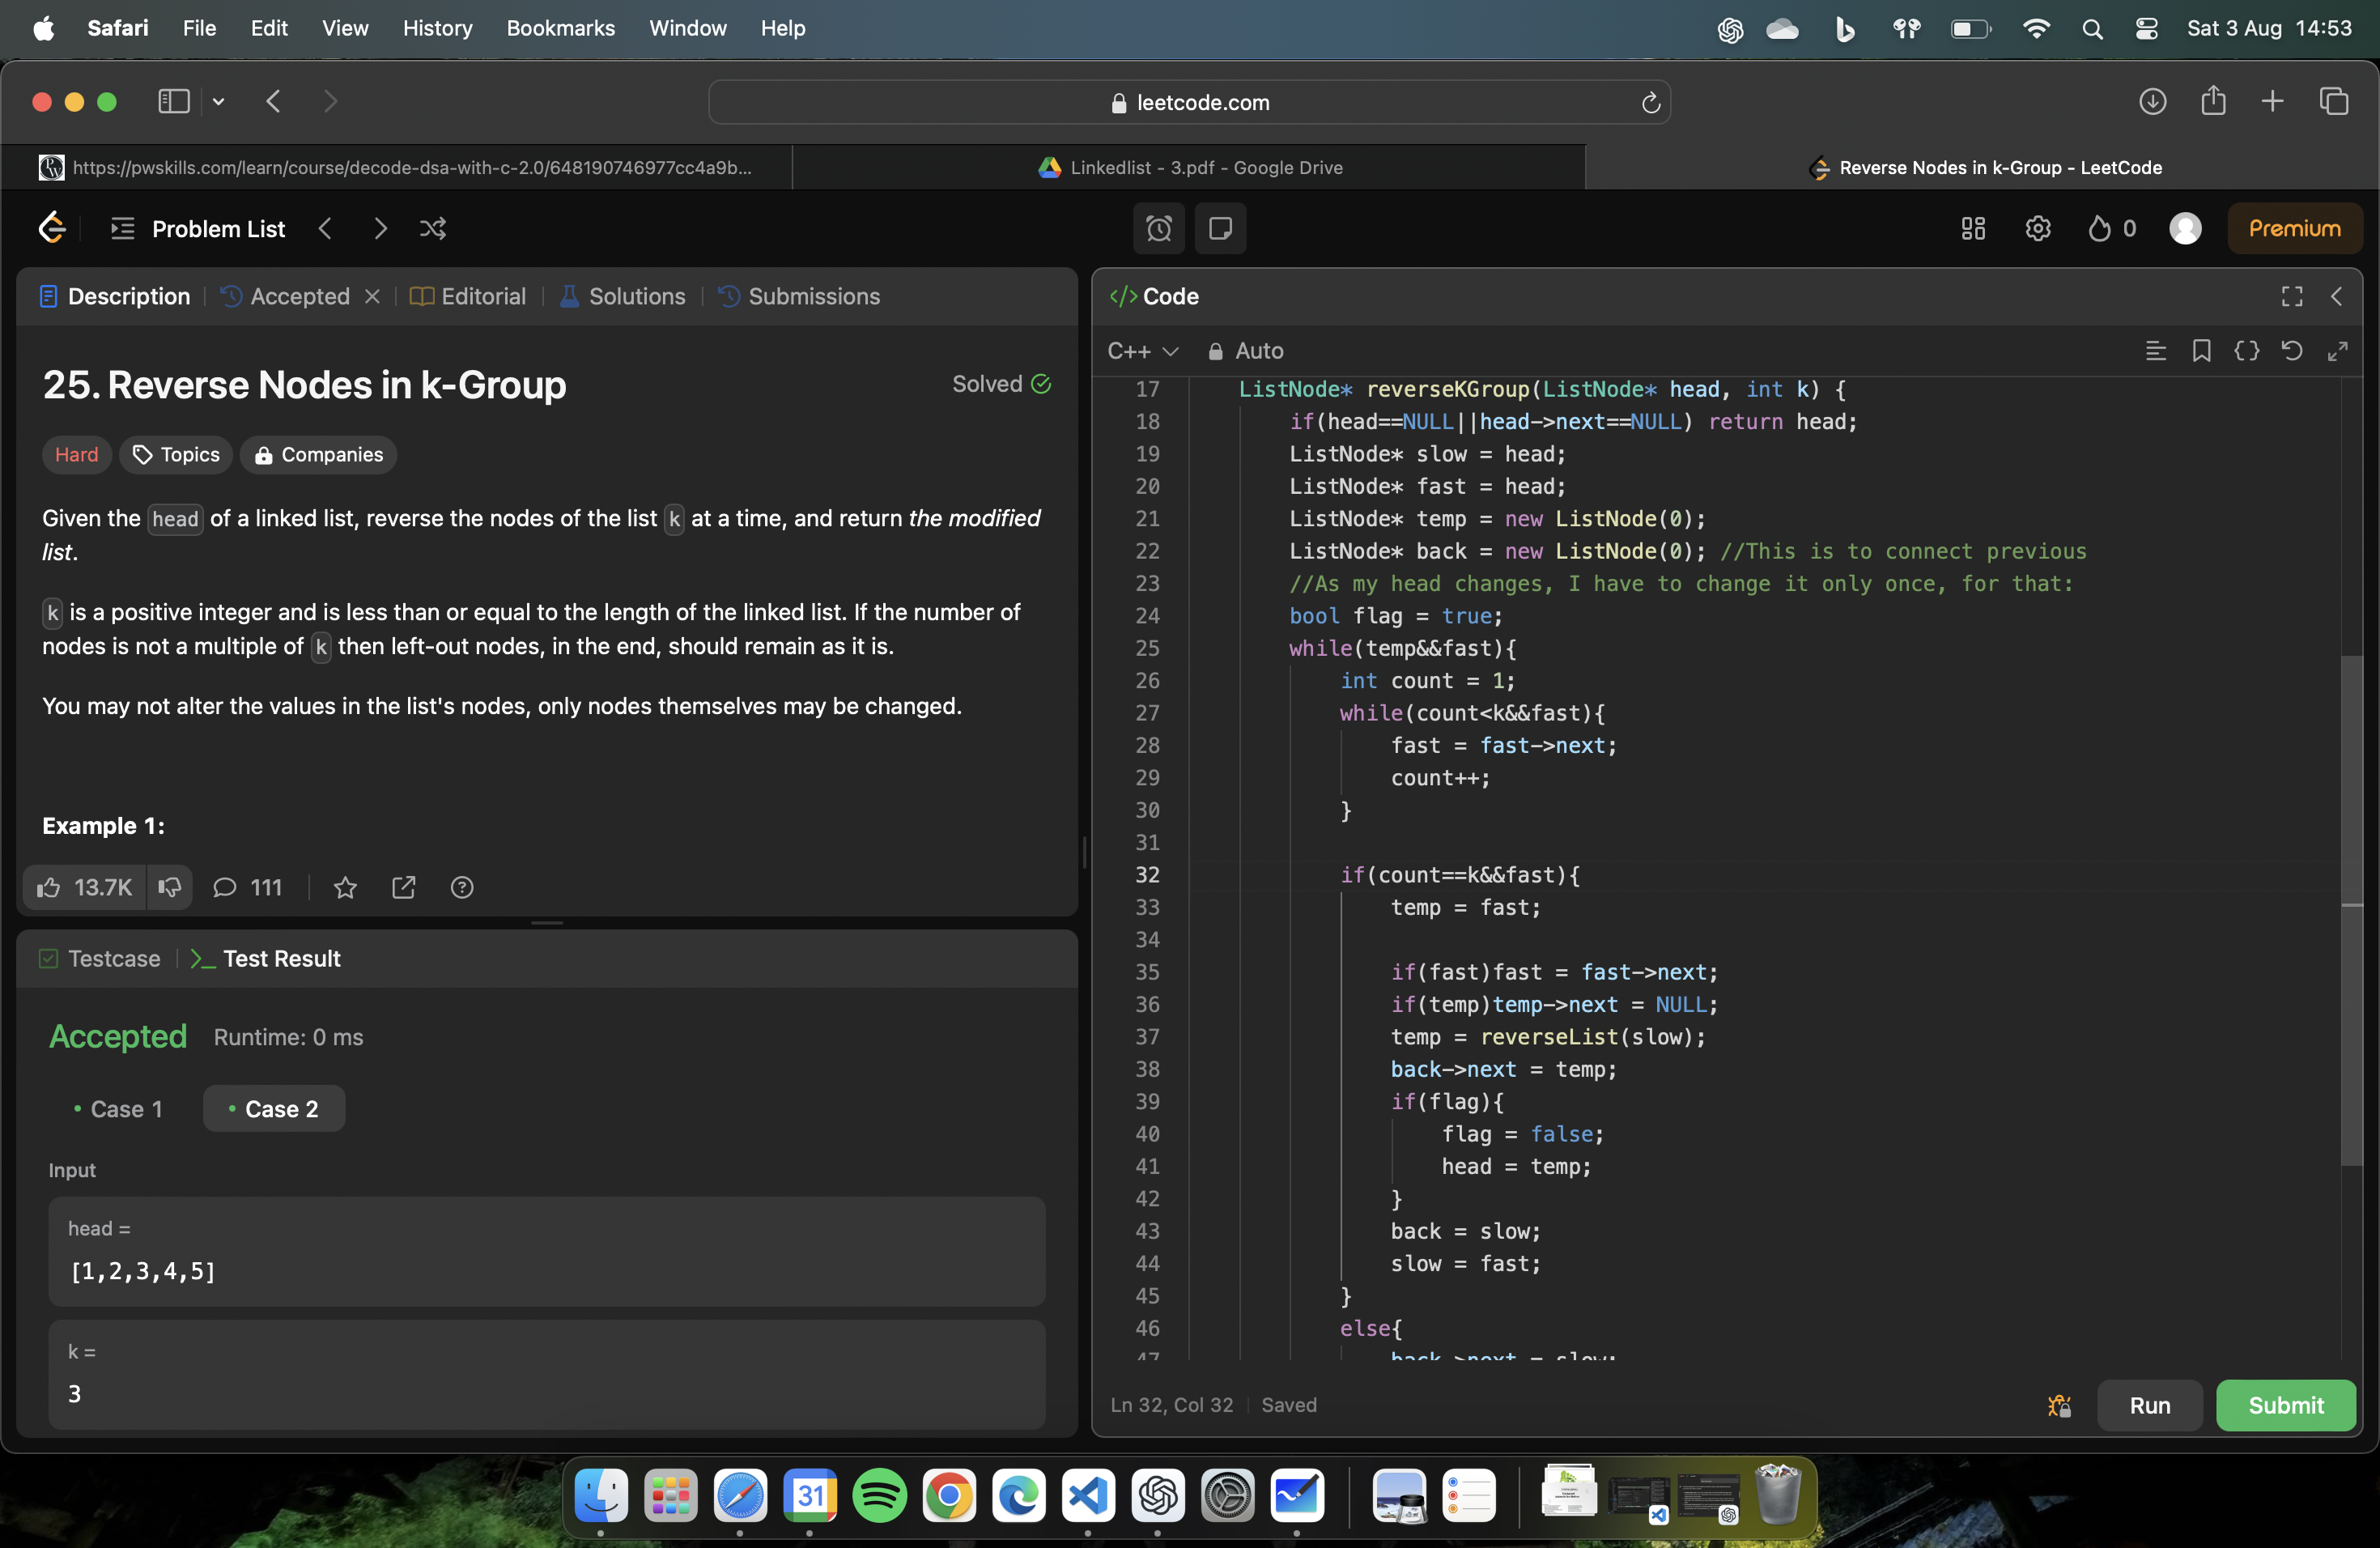 Safari File Edit View History Bookmarks Window Help Sat 3 Aug 14:53
leetcode.com
https://pwskills.com/learn/course/decode-dsa-with-c-2.0/648190746977cc4a9b... Linkedlist - 3.pdf - Google Drive Reverse Nodes in k-Group - LeetCode
Problem List 0 Premium
Description Accepted Editorial Solutions Submissions
25. Reverse Nodes in k-Group Solved
Hard Topics Companies
Given the head of a linked list, reverse the nodes of the list k at a time, and return the modified
list.
k is a positive integer and is less than or equal to the length of the linked list. If the number of
nodes is not a multiple of k then left-out nodes, in the end, should remain as it is.
You may not alter the values in the list's nodes, only nodes themselves may be changed.
Example 1:
13.7K 111
Testcase Test Result
Accepted Runtime: 0 ms
Case 1 Case 2
Input
head =
[1,2,3,4,5]
k =
3
</> Code
C++ Auto
17 ListNode* reverseKGroup(ListNode* head, int k) {
18 if(head==NULL||head->next==NULL) return head;
19 ListNode* slow = head;
20 ListNode* fast = head;
21 ListNode* temp = new ListNode(0);
22 ListNode* back = new ListNode(0); //This is to connect previous
23 //As my head changes, I have to change it only once, for that:
24 bool flag = true;
25 while(temp&&fast){
26 int count = 1;
27 while(count<k&&fast){
28 fast = fast->next;
29 count++;
30 }
31
32 if(count==k&&fast){
33 temp = fast;
34
35 if(fast)fast = fast->next;
36 if(temp)temp->next = NULL;
37 temp = reverseList(slow);
38 back->next = temp;
39 if(flag){
40 flag = false;
41 head = temp;
42 }
43 back = slow;
44 slow = fast;
45 }
46 else{
47 back->next = slow;
Ln 32, Col 32 Saved Run Submit
31